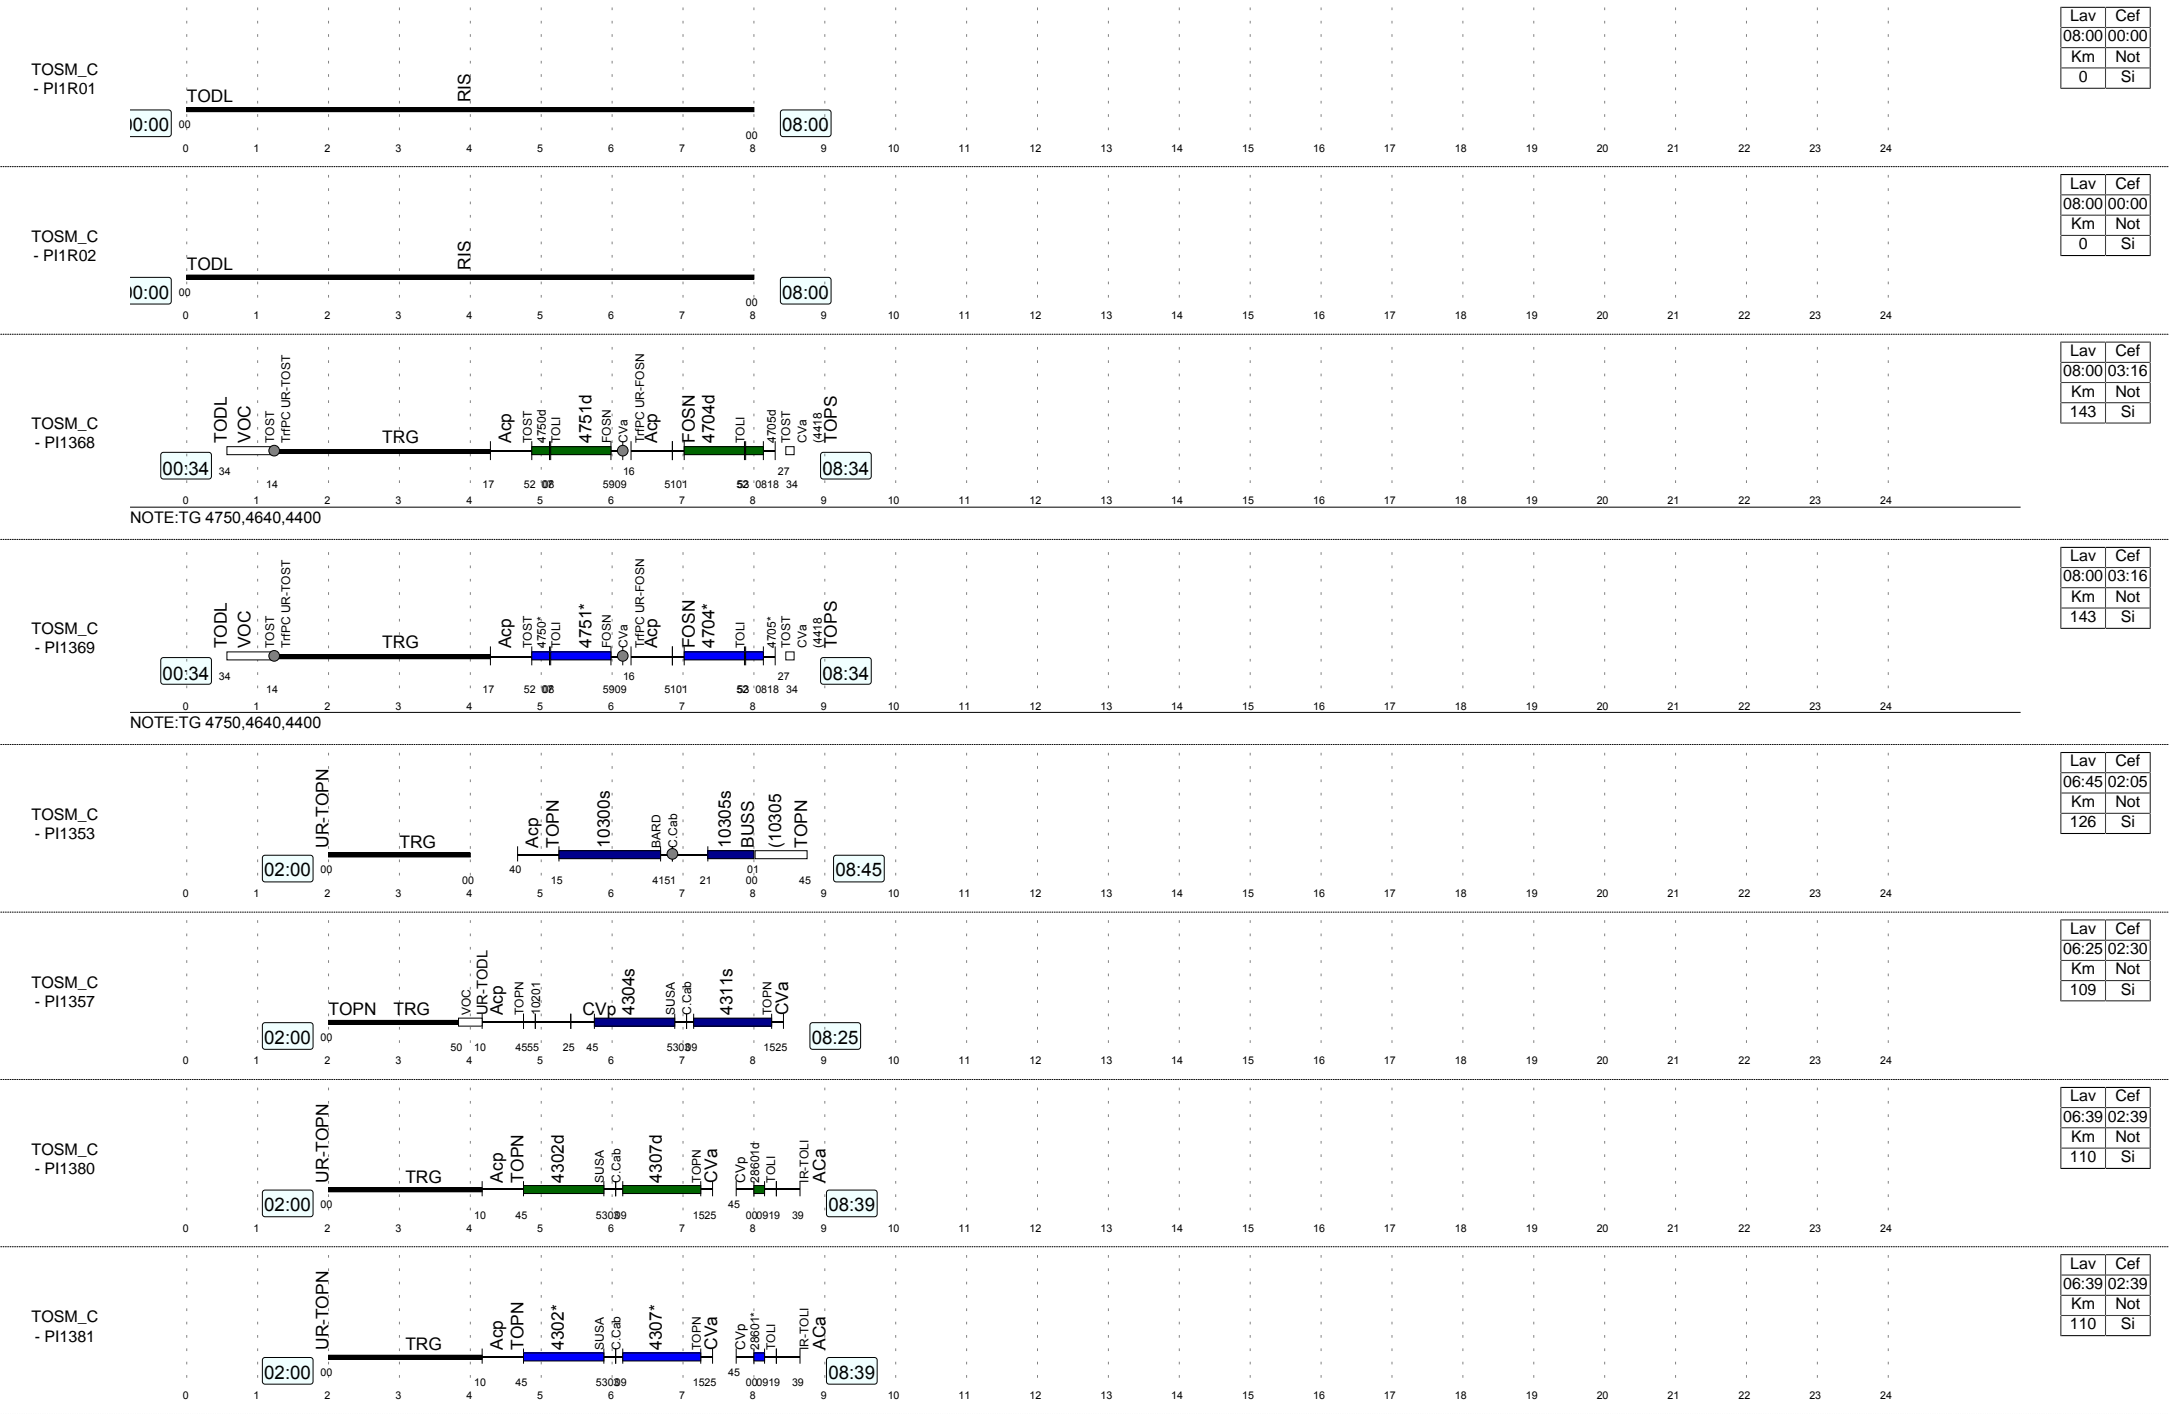 TOSM_C
- PI1R01
TODL
RIS
00
00
08:00
0 1 2 3 4 5 6 7 8 9 10 11 12 13 14 15 16 17 18 19 20 21 22 23 24
Lav Cef
08:00 00:00
Km Not
0 Si
TOSM_C
- PI1R02
TODL
RIS
00
00
08:00
0 1 2 3 4 5 6 7 8 9 10 11 12 13 14 15 16 17 18 19 20 21 22 23 24
Lav Cef
08:00 00:00
Km Not
0 Si
TOSM_C
- PI1368
00:34
TODL VOC TOST TrfPC UR-TOST TRG Acp TOST 4750d TOLI 4751d FOSN CVa TrfPC UR-FOSN Acp FOSN 4704d TOLI 4705d TOST CVa (4418 TOPS
34 16 27
14 17 52 08 5909 5101 0818 34
08:34
0 1 2 3 4 5 6 7 8 9 10 11 12 13 14 15 16 17 18 19 20 21 22 23 24
NOTE:TG 4750,4640,4400
Lav Cef
08:00 03:16
Km Not
143 Si
TOSM_C
- PI1369
00:34
TODL VOC TOST TrfPC UR-TOST TRG Acp TOST 4750* TOLI 4751* FOSN CVa TrfPC UR-FOSN Acp FOSN 4704* TOLI 4705* TOST CVa (4418 TOPS
34 16 27
14 17 52 08 5909 5101 0818 34
08:34
0 1 2 3 4 5 6 7 8 9 10 11 12 13 14 15 16 17 18 19 20 21 22 23 24
NOTE:TG 4750,4640,4400
Lav Cef
08:00 03:16
Km Not
143 Si
TOSM_C
- PI1353
02:00
UR-TOPN TRG Acp TOPN 10300s BARD C.Cab 10305s BUSS (10305 TOPN
00 40 01
00 15 4151 21 00 45
08:45
0 1 2 3 4 5 6 7 8 9 10 11 12 13 14 15 16 17 18 19 20 21 22 23 24
Lav Cef
06:45 02:05
Km Not
126 Si
TOSM_C
- PI1357
02:00
TOPN TRG VOC UR-TODL Acp TOPN 10201 CVp 4304s SUSA C.Cab 4311s TOPN CVa
00
50 10 4555 25 45 530309 1525
08:25
0 1 2 3 4 5 6 7 8 9 10 11 12 13 14 15 16 17 18 19 20 21 22 23 24
Lav Cef
06:25 02:30
Km Not
109 Si
TOSM_C
- PI1380
02:00
UR-TOPN TRG Acp TOPN 4302d SUSA C.Cab 4307d TOPN CVa CVp 28601d TOLI IR-TOLI ACa
00 45
10 45 530309 1525 000919 39
08:39
0 1 2 3 4 5 6 7 8 9 10 11 12 13 14 15 16 17 18 19 20 21 22 23 24
Lav Cef
06:39 02:39
Km Not
110 Si
TOSM_C
- PI1381
02:00
UR-TOPN TRG Acp TOPN 4302* SUSA C.Cab 4307* TOPN CVa CVp 28601* TOLI IR-TOLI ACa
00 45
10 45 530309 1525 000919 39
08:39
0 1 2 3 4 5 6 7 8 9 10 11 12 13 14 15 16 17 18 19 20 21 22 23 24
Lav Cef
06:39 02:39
Km Not
110 Si